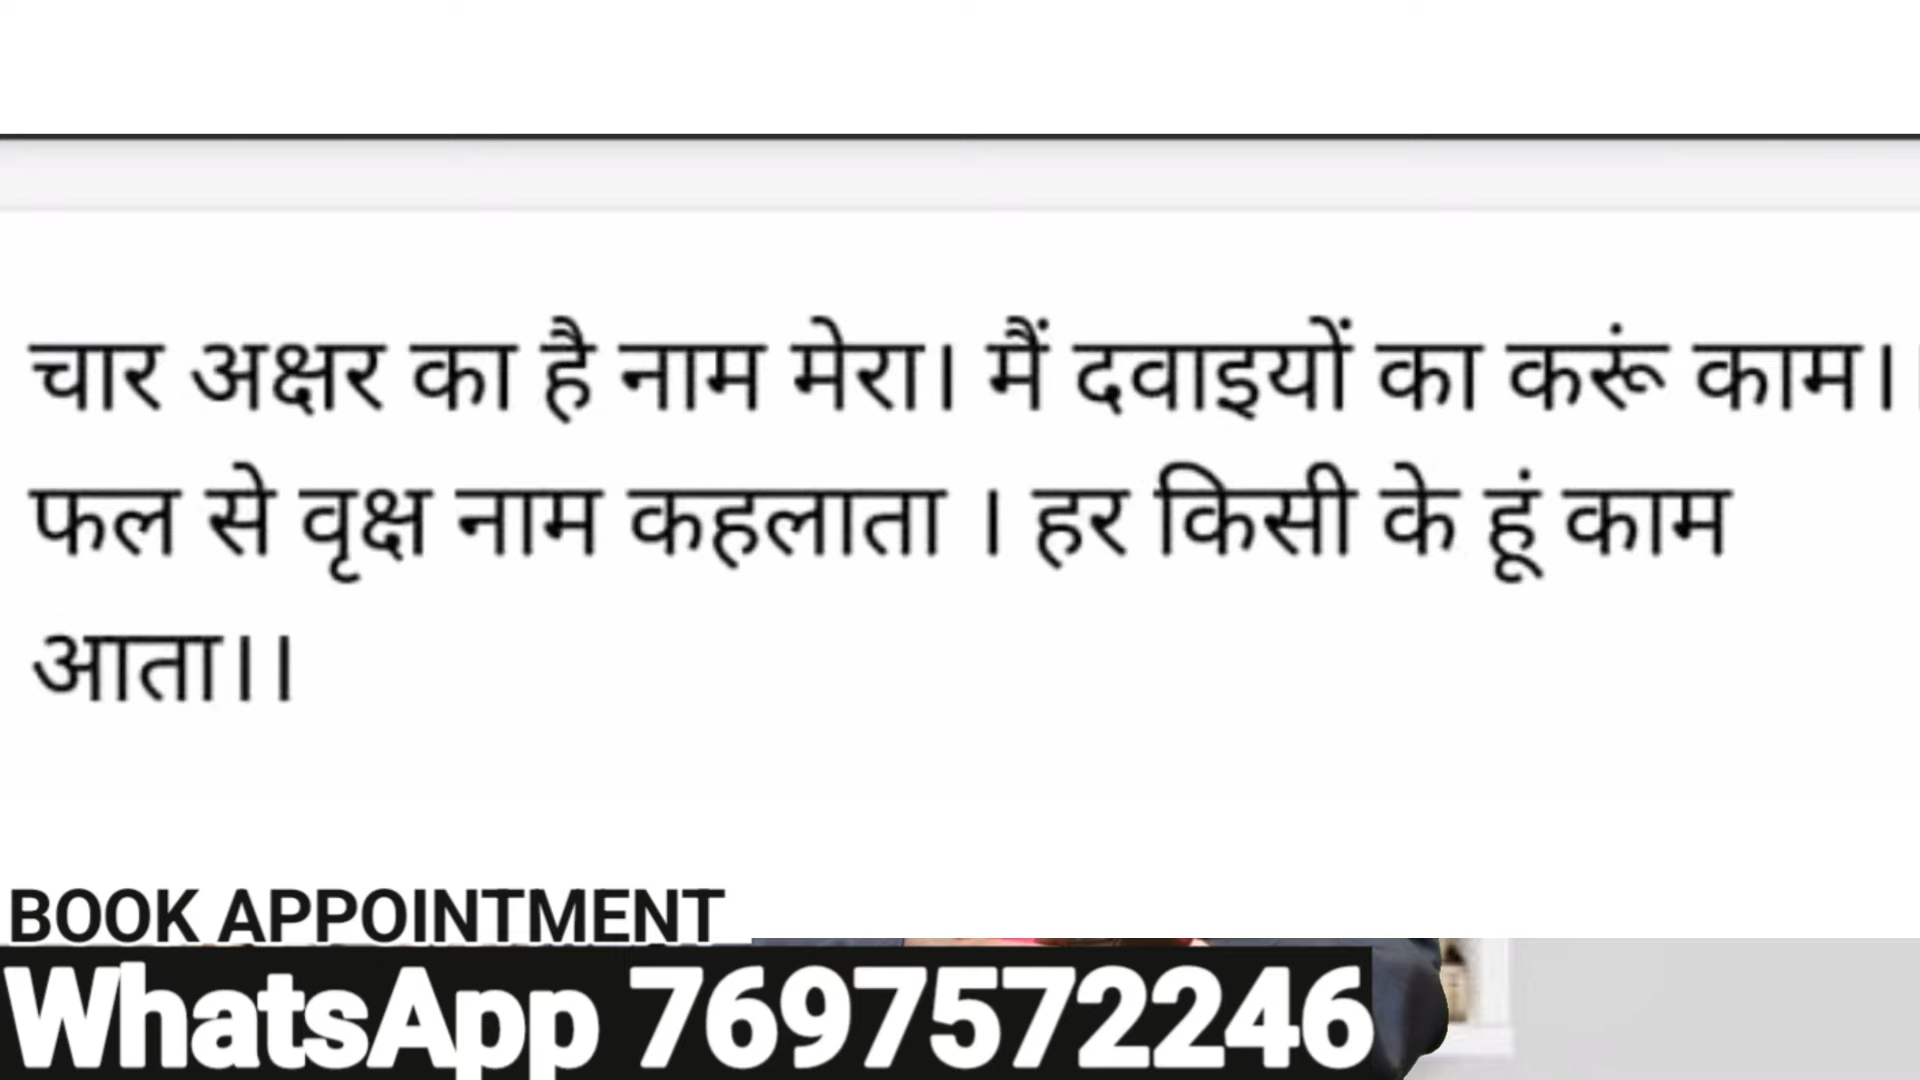 चार अक्षर का है नाम मेरा। मैं दवाइयों का करूं काम।।
फल से वृक्ष नाम कहलाता । हर किसी के हूं काम
आता।।
BOOK APPOINTMENT
WhatsApp 7697572246